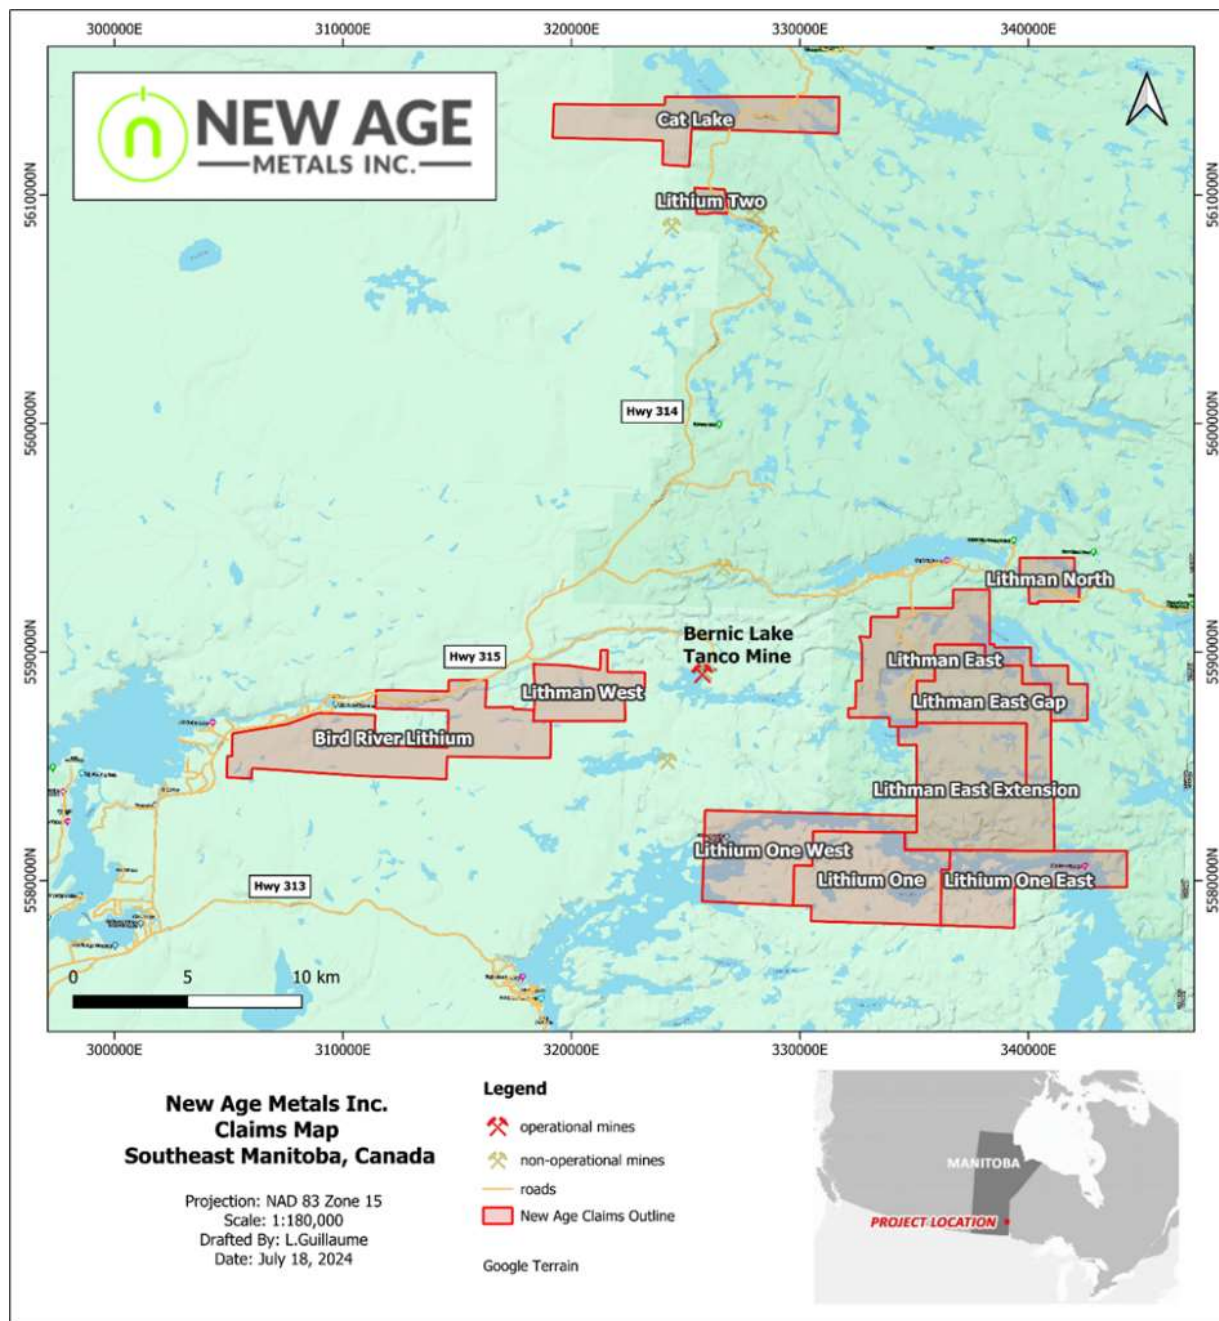 300000E 310000E 320000E 330000E 340000E
NEW AGE
METALS INC.
Cat Lake
Lithium Two
5610000N
5610000N
Hwy 314
5600000N
5600000N
Lithman North
Bernic Lake
Tanco Mine
Hwy 315
Lithman East
5590000N
5590000N
Lithman West
Lithman East Gap
Bird River Lithium
Lithman East Extension
Lithium One West
Lithium One
Lithium One East
Hwy 313
5580000N
5580000N
0 5 10 km
300000E 310000E 320000E 330000E 340000E
New Age Metals Inc.
Claims Map
Southeast Manitoba, Canada
Projection: NAD 83 Zone 15
Scale: 1:180,000
Drafted By: L.Guillaume
Date: July 18, 2024
Legend
operational mines
non-operational mines
roads
New Age Claims Outline
Google Terrain
MANITOBA
PROJECT LOCATION